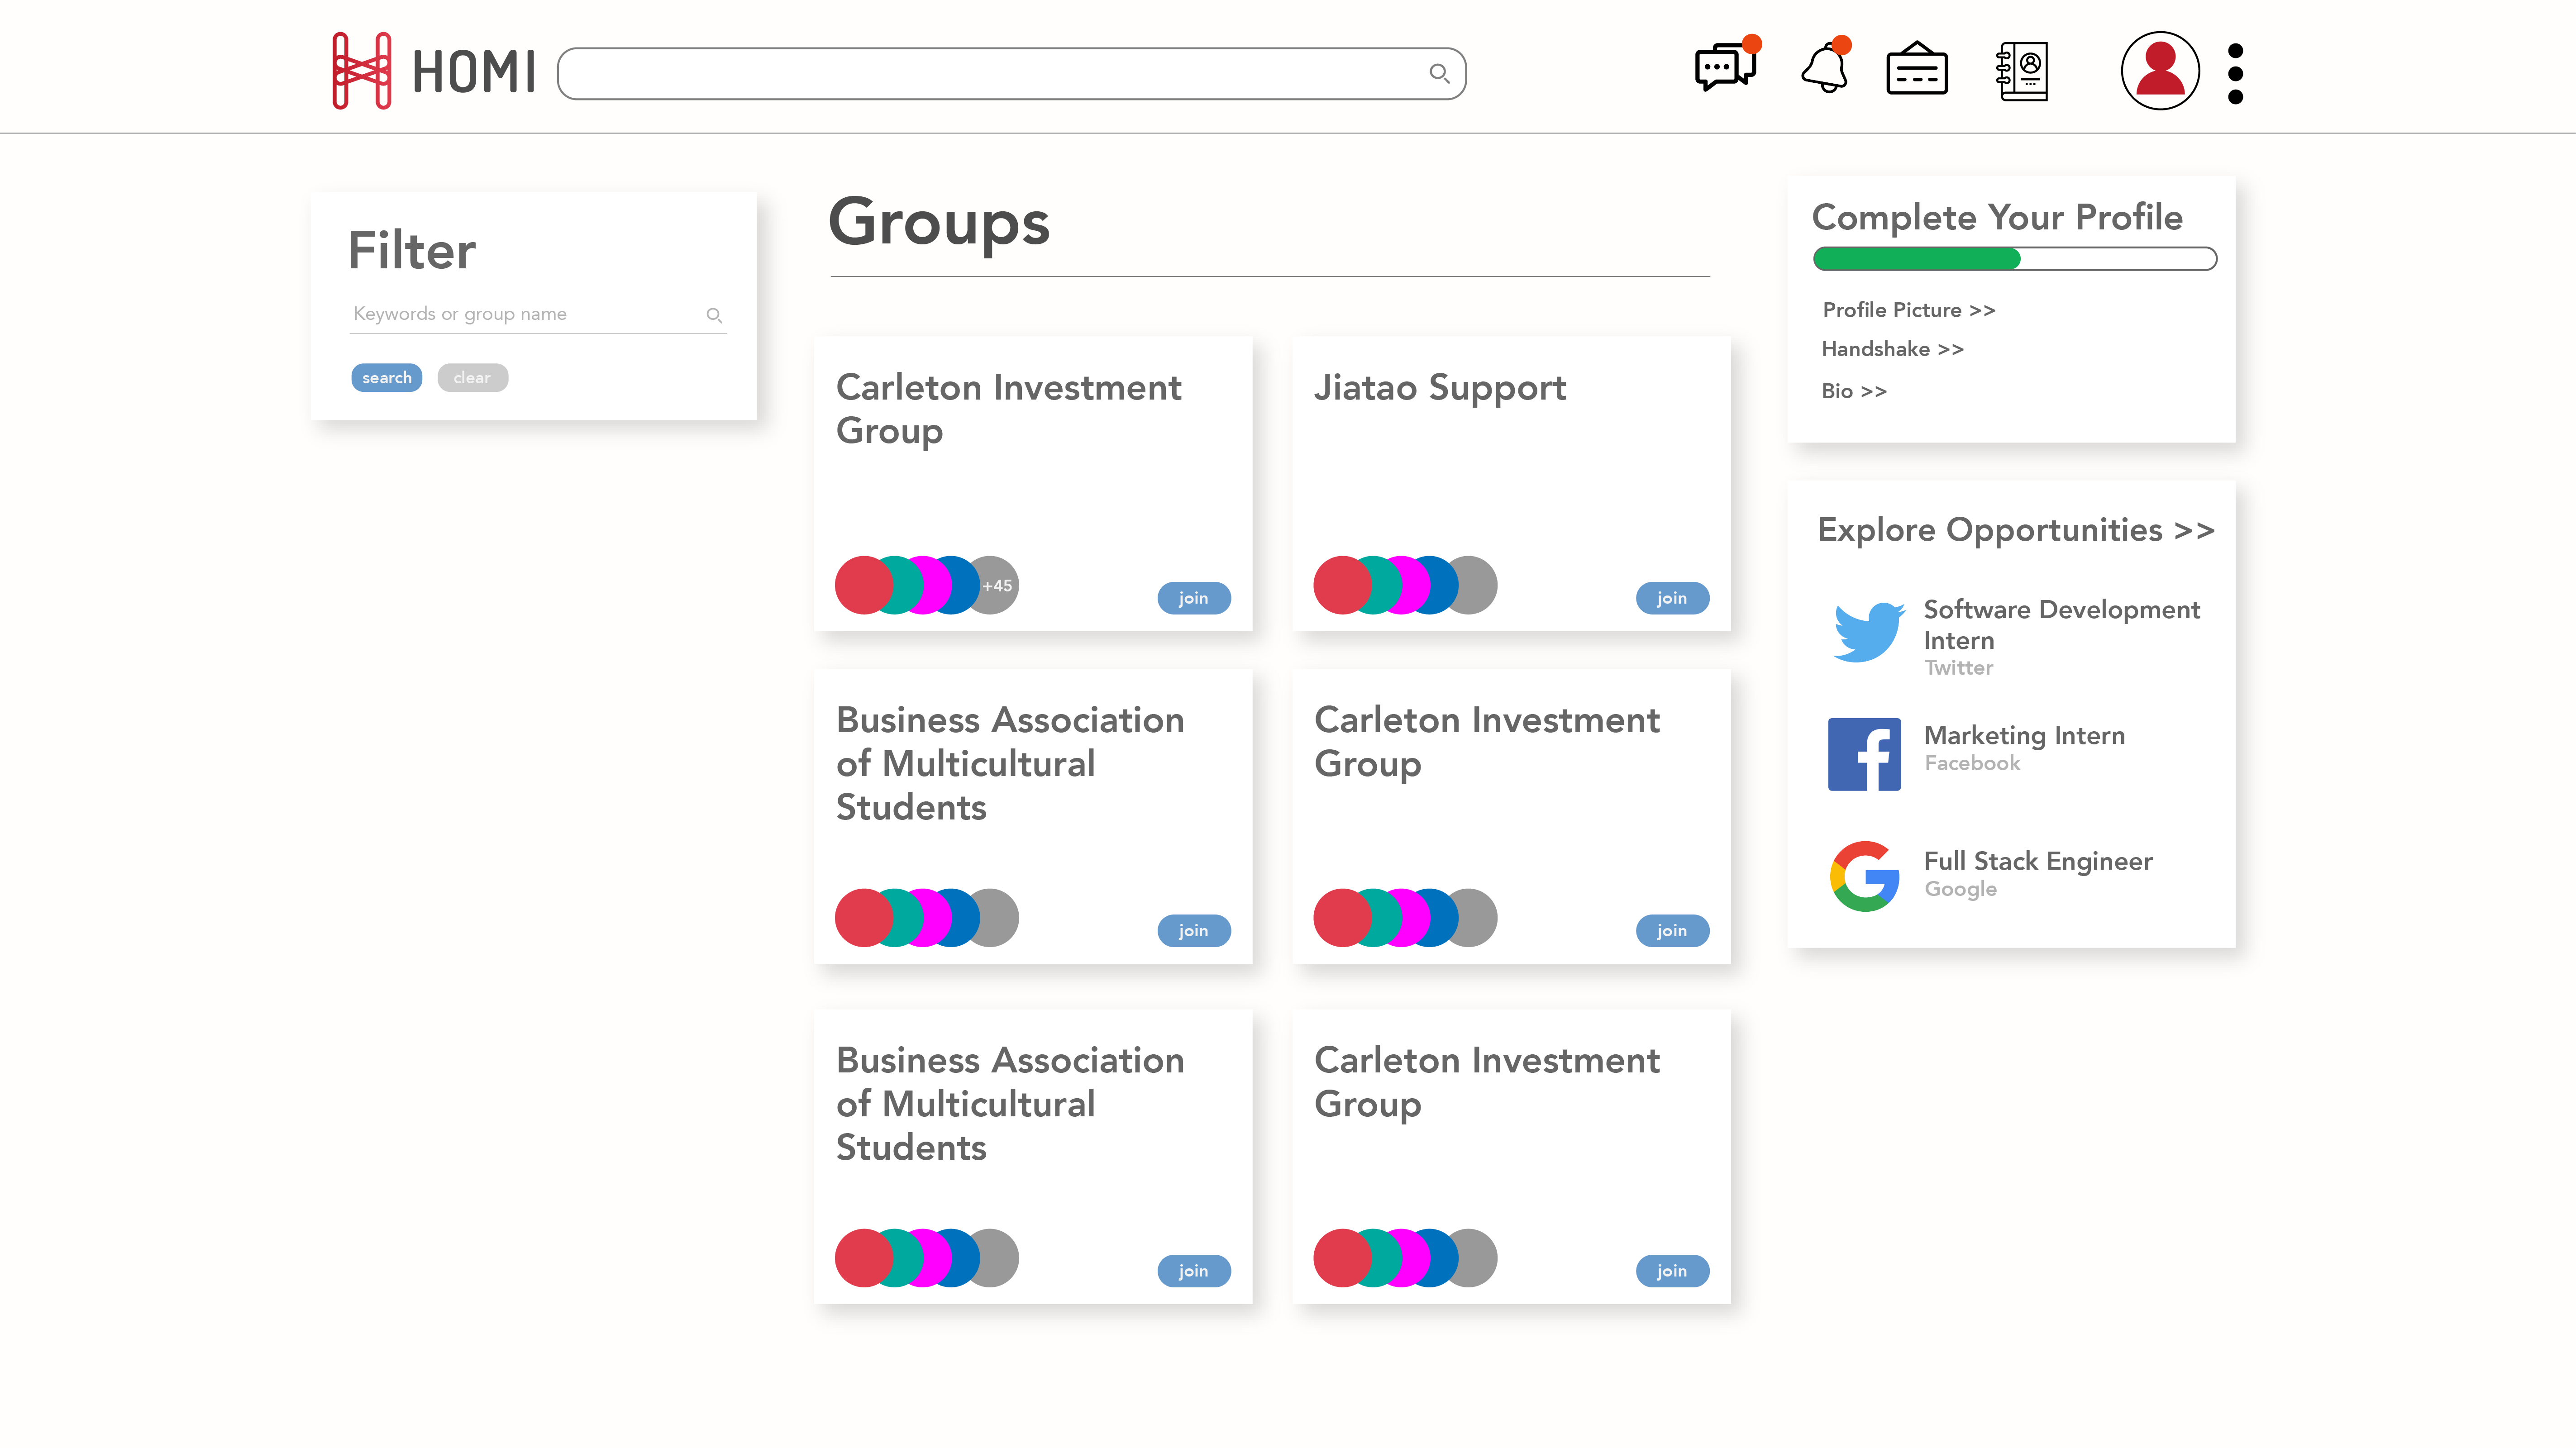 HOMI
Filter
Keywords or group name
search
clear
Groups
Carleton Investment
Group
+45
join
Jiatao Support
join
Business Association
of Multicultural
Students
join
Carleton Investment
Group
join
Business Association
of Multicultural
Students
join
Carleton Investment
Group
join
Complete Your Profile
Profile Picture >>
Handshake >>
Bio >>
Explore Opportunities >>
Software Development
Intern
Twitter
Marketing Intern
Facebook
Full Stack Engineer
Google